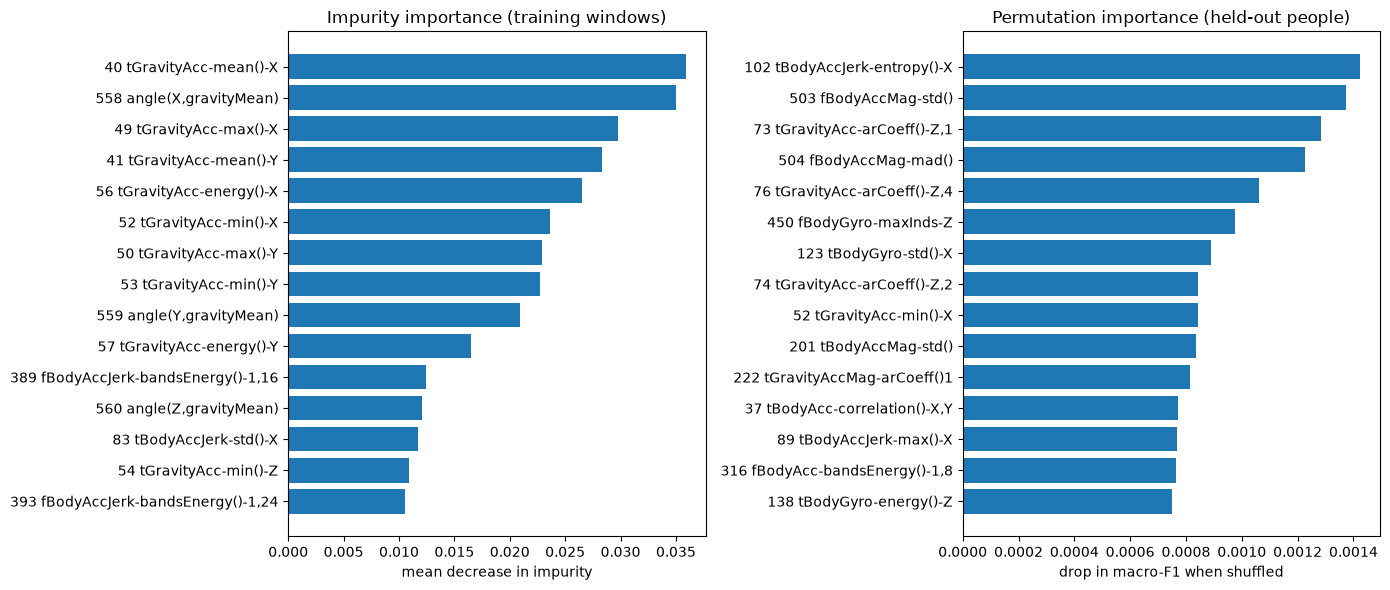 Impurity importance (training windows)
40 tGravityAcc-mean()-X
558 angle(X,gravityMean)
49 tGravityAcc-max()-X
41 tGravityAcc-mean()-Y
56 tGravityAcc-energy()-X
52 tGravityAcc-min()-X
50 tGravityAcc-max()-Y
53 tGravityAcc-min()-Y
559 angle(Y,gravityMean)
57 tGravityAcc-energy()-Y
389 fBodyAccJerk-bandsEnergy()-1,16
560 angle(Z,gravityMean)
83 tBodyAccJerk-std()-X
54 tGravityAcc-min()-Z
393 fBodyAccJerk-bandsEnergy()-1,24
0.000 0.005 0.010 0.015 0.020 0.025 0.030 0.035
mean decrease in impurity
Permutation importance (held-out people)
102 tBodyAccJerk-entropy()-X
503 fBodyAccMag-std()
73 tGravityAcc-arCoeff()-Z,1
504 fBodyAccMag-mad()
76 tGravityAcc-arCoeff()-Z,4
450 fBodyGyro-maxInds-Z
123 tBodyGyro-std()-X
74 tGravityAcc-arCoeff()-Z,2
52 tGravityAcc-min()-X
201 tBodyAccMag-std()
222 tGravityAccMag-arCoeff()1
37 tBodyAcc-correlation()-X,Y
89 tBodyAccJerk-max()-X
316 fBodyAcc-bandsEnergy()-1,8
138 tBodyGyro-energy()-Z
0.0000 0.0002 0.0004 0.0006 0.0008 0.0010 0.0012 0.0014
drop in macro-F1 when shuffled